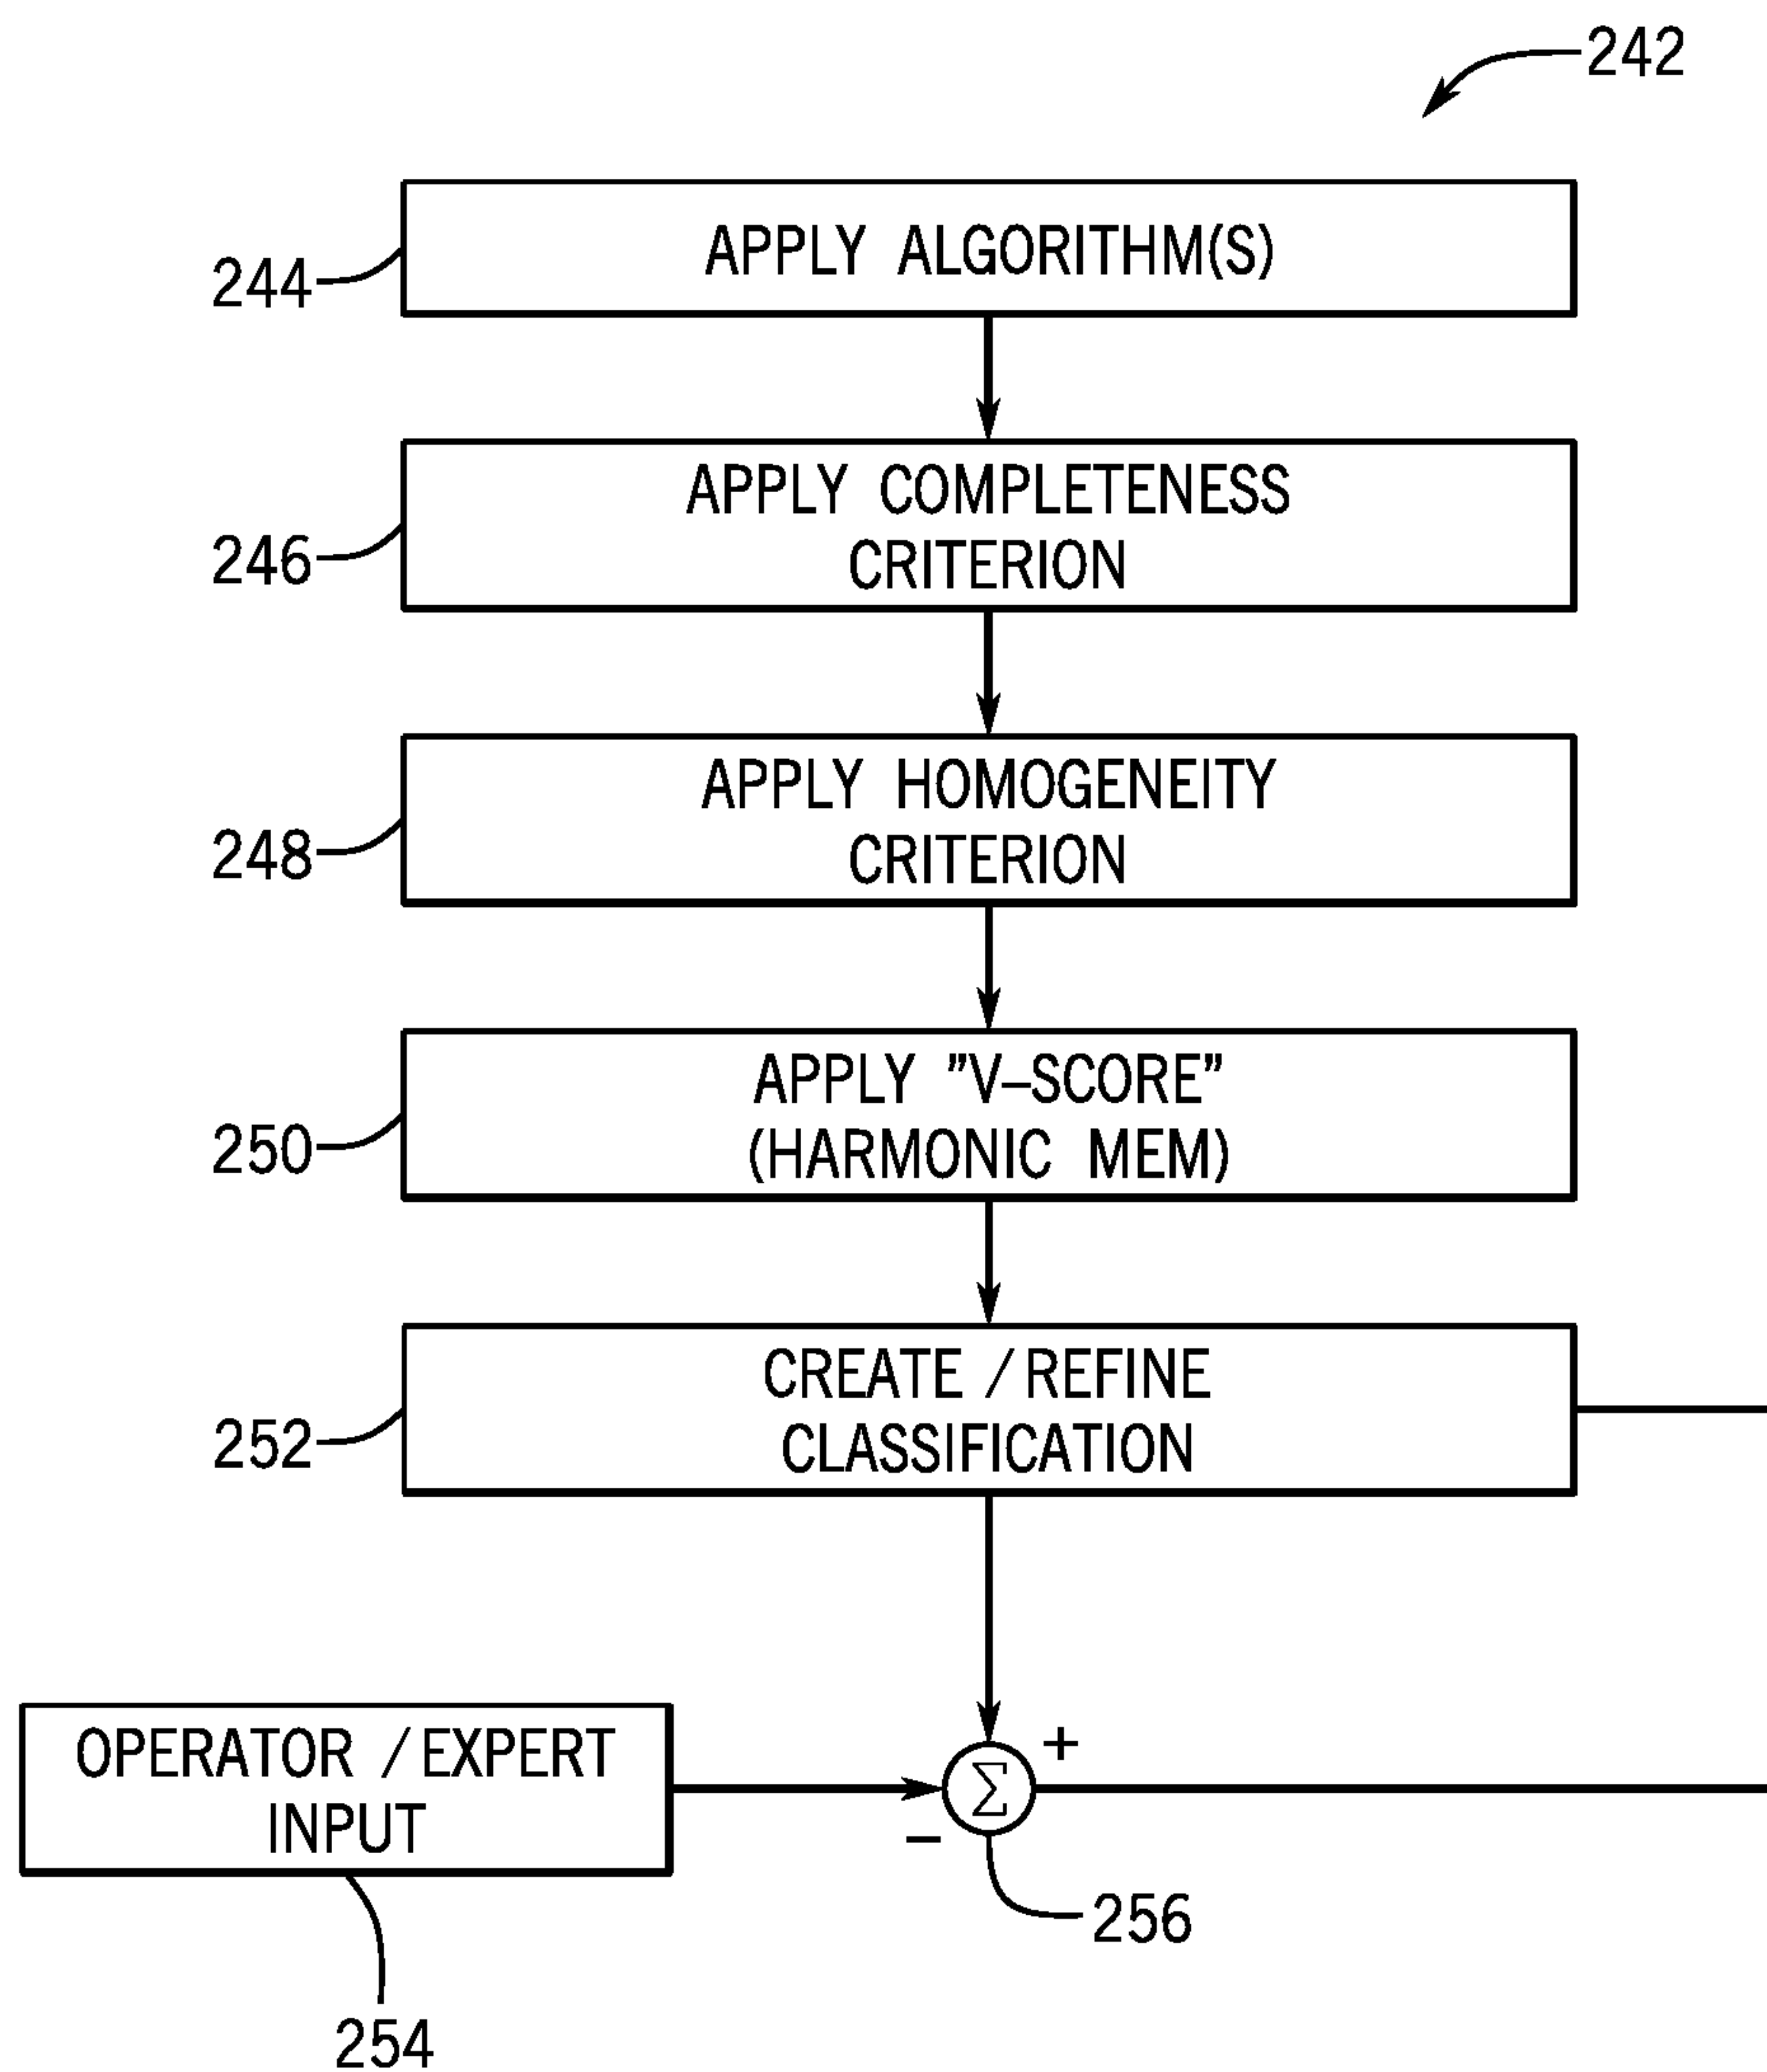 242
APPLY ALGORITHM(S)
244
APPLY COMPLETENESS
CRITERION
246
APPLY HOMOGENEITY
CRITERION
248
APPLY ”V–SCORE”
(HARMONIC MEM)
250
CREATE /REFINE
CLASSIFICATION
252
OPERATOR /EXPERT
INPUT
+
Σ
–
256
254